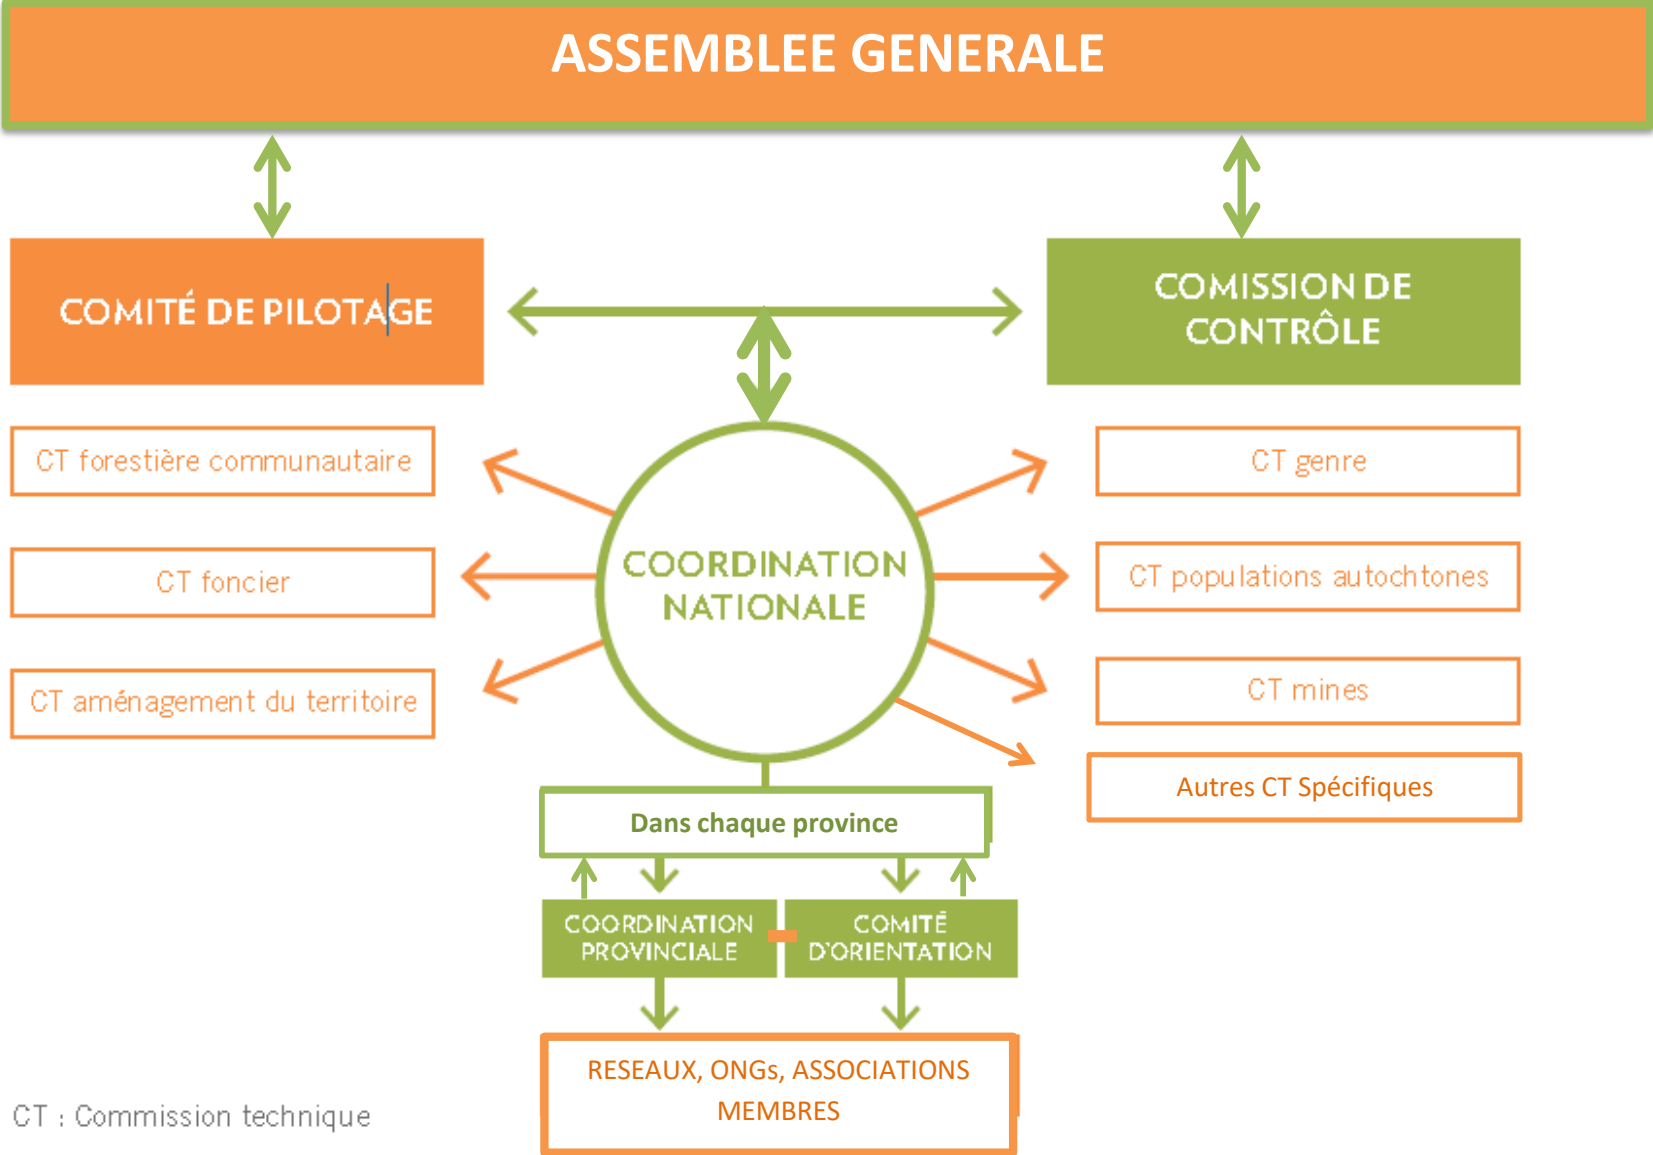 ASSEMBLEE GENERALE
COMITÉ DE PILOTAGE
COMISSION DE
CONTRÔLE
CT forestière communautaire
CT genre
COORDINATION
NATIONALE
CT foncier
CT populations autochtones
CT aménagement du territoire
CT mines
Autres CT Spécifiques
Dans chaque province
COORDINATION
PROVINCIALE
COMITÉ
D'ORIENTATION
RESEAUX, ONGs, ASSOCIATIONS
MEMBRES
CT : Commission technique